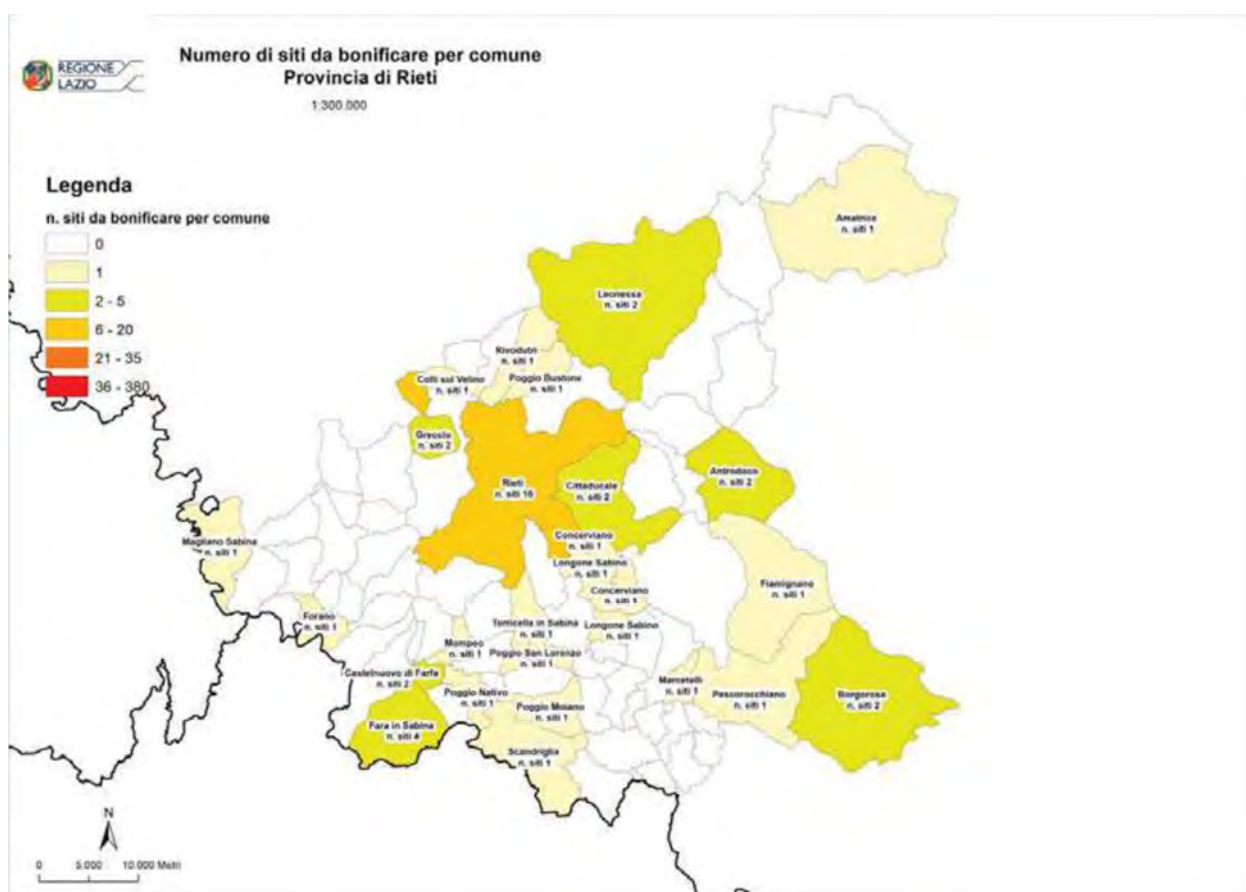 REGIONE
LAZIO
Numero di siti da bonificare per comune
Provincia di Rieti
1:300.000
Legenda
n. siti da bonificare per comune
0
1
2 - 5
6 - 20
21 - 35
36 - 380
Amatrice
n. siti 1
Leonessa
n. siti 2
Rivodutri
n. siti 1
Colli sul Velino
n. siti 1
Poggio Bustone
n. siti 1
Greccio
n. siti 2
Antrodoco
n. siti 2
Rieti
n. siti 16
Cittaducale
n. siti 2
Magliano Sabina
n. siti 1
Concerviano
n. siti 1
Longone Sabino
n. siti 1
Concerviano
n. siti 1
Fiamignano
n. siti 1
Forano
n. siti 1
Torricella in Sabina
n. siti 1
Longone Sabino
n. siti 1
Mompeo
n. siti 1
Poggio San Lorenzo
n. siti 1
Castelnuovo di Farfa
n. siti 2
Marcetelli
n. siti 1
Poggio Nativo
n. siti 1
Pessorocchiano
n. siti 1
Borgorosa
n. siti 2
Poggio Moiano
n. siti 1
Fara in Sabina
n. siti 4
Scandriglia
n. siti 1
N
0 5.000 10.000 Metri